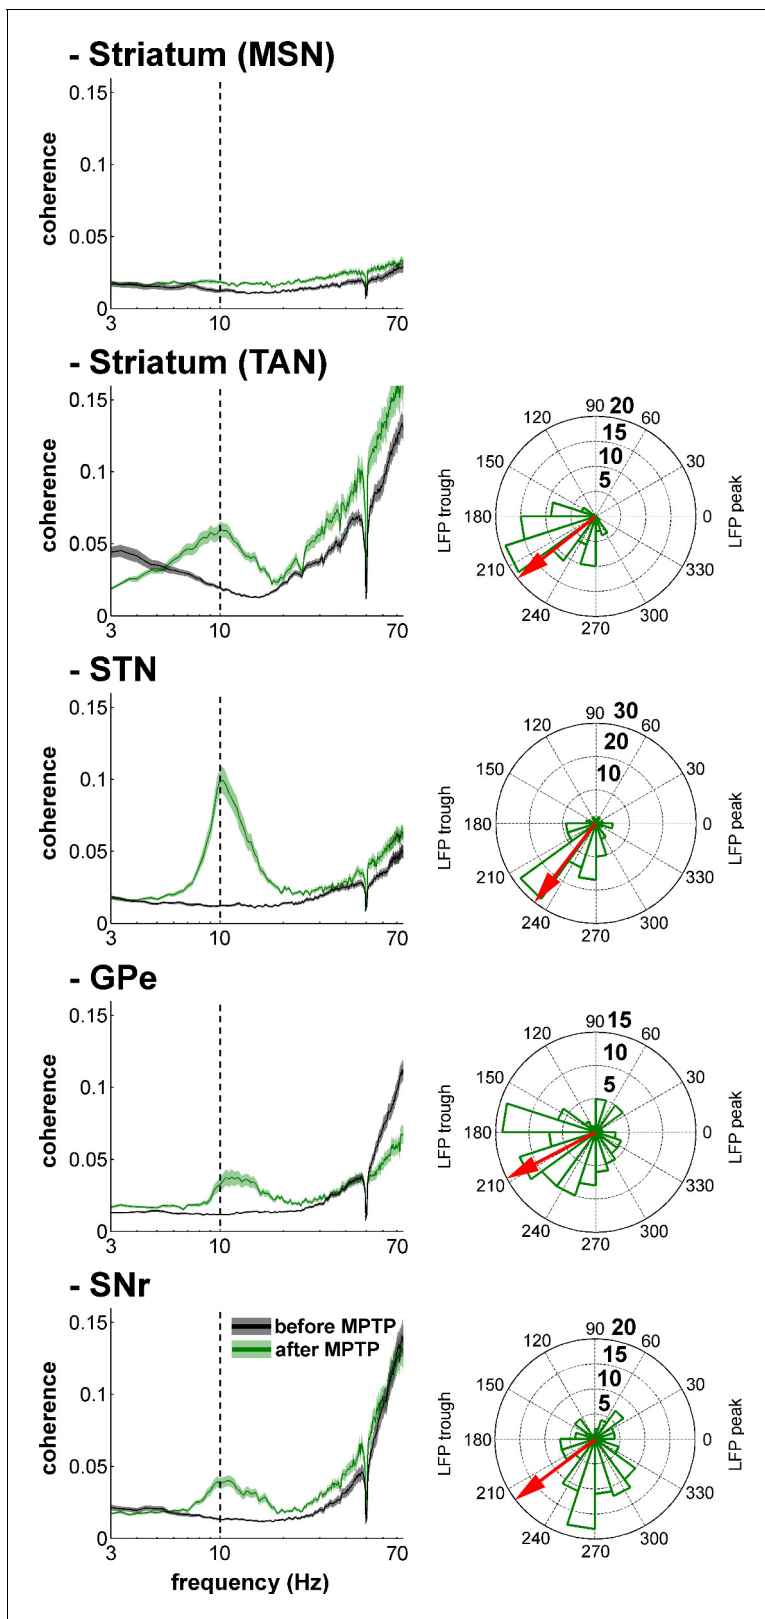 - Striatum (MSN)
0.15
0.1
0.05
0
coherence
3 10 70
- Striatum (TAN)
0.15
0.1
0.05
0
coherence
3 10 70
90 20
120 60
15
150 10 30
5
LFP trough
180 0
LFP peak
210 330
240 300
270
- STN
0.15
0.1
0.05
0
coherence
3 10 70
90 30
120 60
20
150 10 30
LFP trough
180 0
LFP peak
210 330
240 300
270
- GPe
0.15
0.1
0.05
0
coherence
3 10 70
90 15
120 60
10
150 5 30
LFP trough
180 0
LFP peak
210 330
240 300
270
- SNr
before MPTP
after MPTP
0.15
0.1
0.05
0
coherence
3 10 70
frequency (Hz)
90 20
120 60
15
150 10 30
5
LFP trough
180 0
LFP peak
210 330
240 300
270